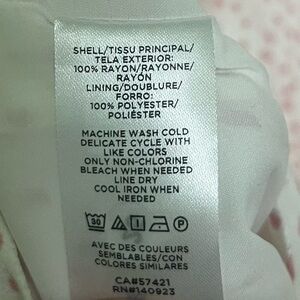 SHELL/TISSU PRINCIPAL/
TELA EXTERIOR:
100% RAYON/RAYONNE/
RAYÓN
LINING/DOUBLURE/
FORRO:
100% POLYESTER/
POLIÉSTER
MACHINE WASH COLD
DELICATE CYCLE WITH
LIKE COLORS
ONLY NON-CHLORINE
BLEACH WHEN NEEDED
LINE DRY
COOL IRON WHEN
NEEDED
30 P
AVEC DES COULEURS
SEMBLABLES/CON
COLORES SIMILARES
CA#57421
RN#140923